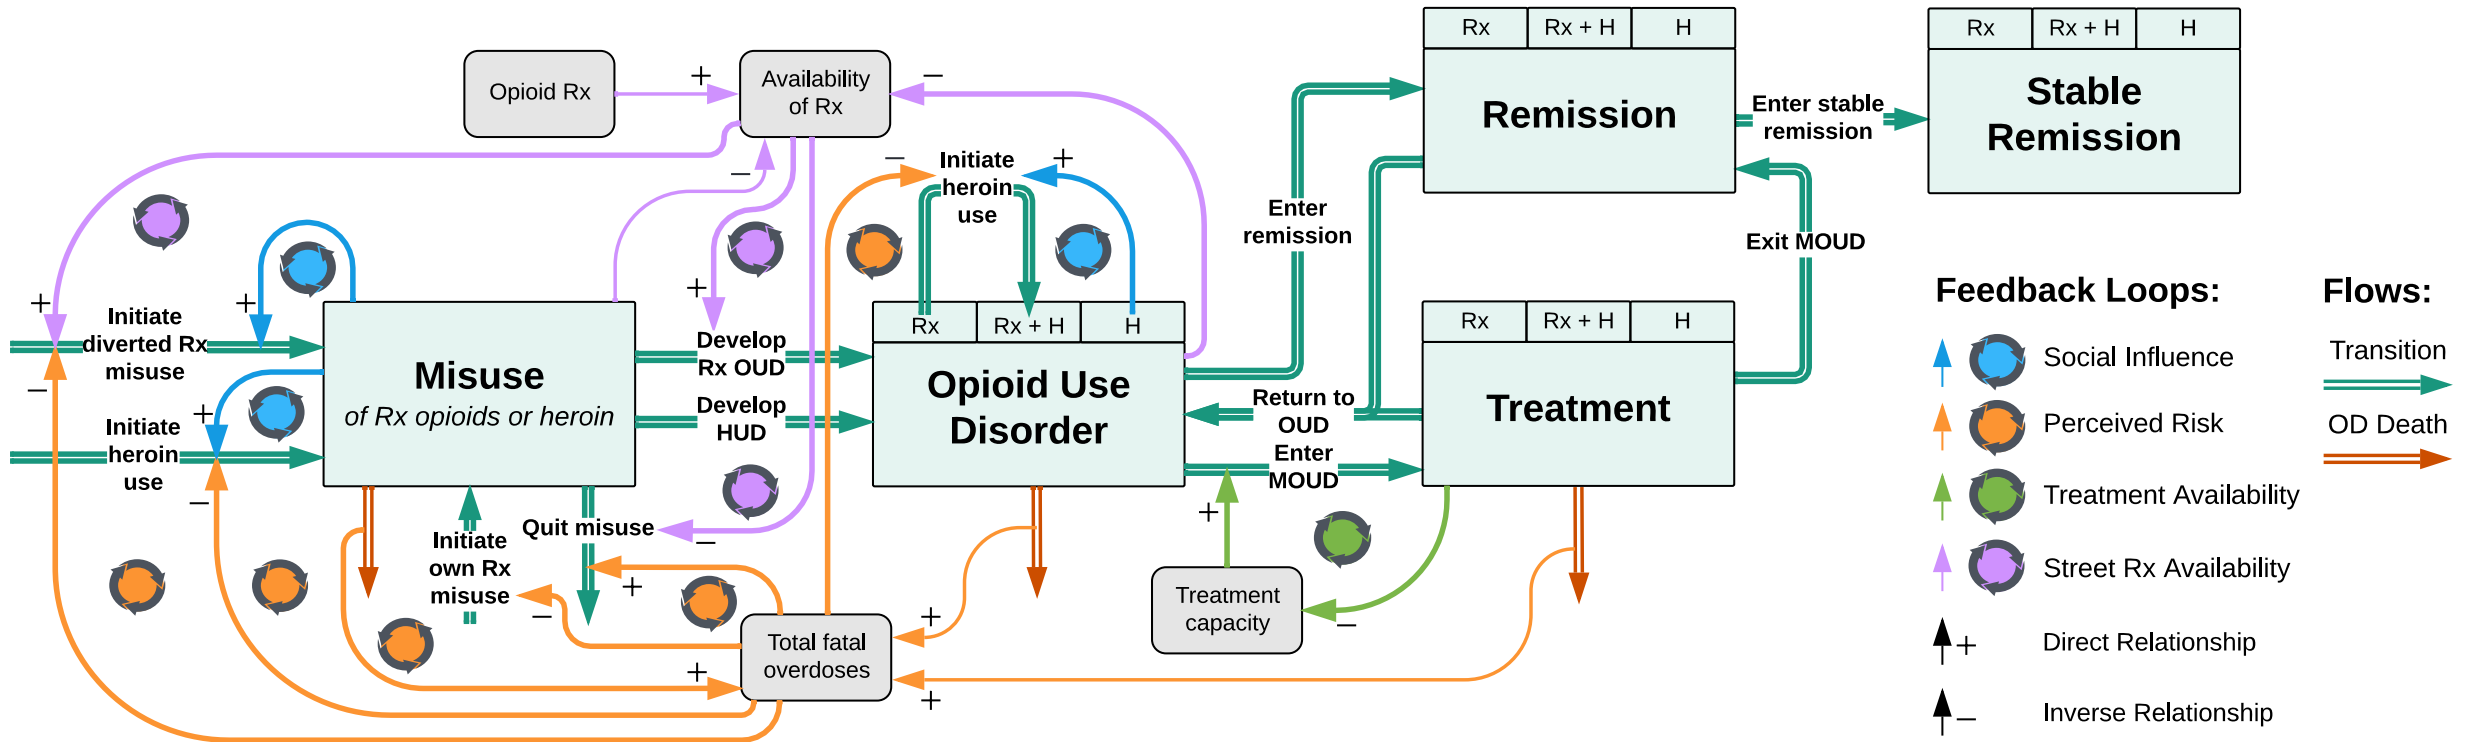 Opioid Rx
+
Availability
of Rx
−
Rx
Rx + H
H
Remission
Enter stable
remission
Rx
Rx + H
H
Stable
Remission
−
−
Initiate
heroin
use
+
Enter
remission
Exit MOUD
+
Initiate
diverted Rx
misuse
−
+
+
Initiate
heroin
use
−
Misuse
of Rx opioids or heroin
+
Develop
Rx OUD
Develop
HUD
Rx
Rx + H
H
Opioid Use
Disorder
Return to
OUD
Enter
MOUD
Rx
Rx + H
H
Treatment
Quit misuse
−
Initiate
own Rx
misuse
−
+
Total fatal
overdoses
+
+
+
+
Treatment
capacity
−
Feedback Loops:
Social Influence
Perceived Risk
Treatment Availability
Street Rx Availability
+
Direct Relationship
−
Inverse Relationship
Flows:
Transition
OD Death